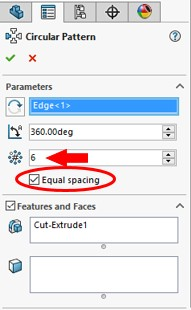 Circular Pattern
Parameters
Edge<1>
360.00deg
6
Equal spacing
Features and Faces
Cut-Extrude1